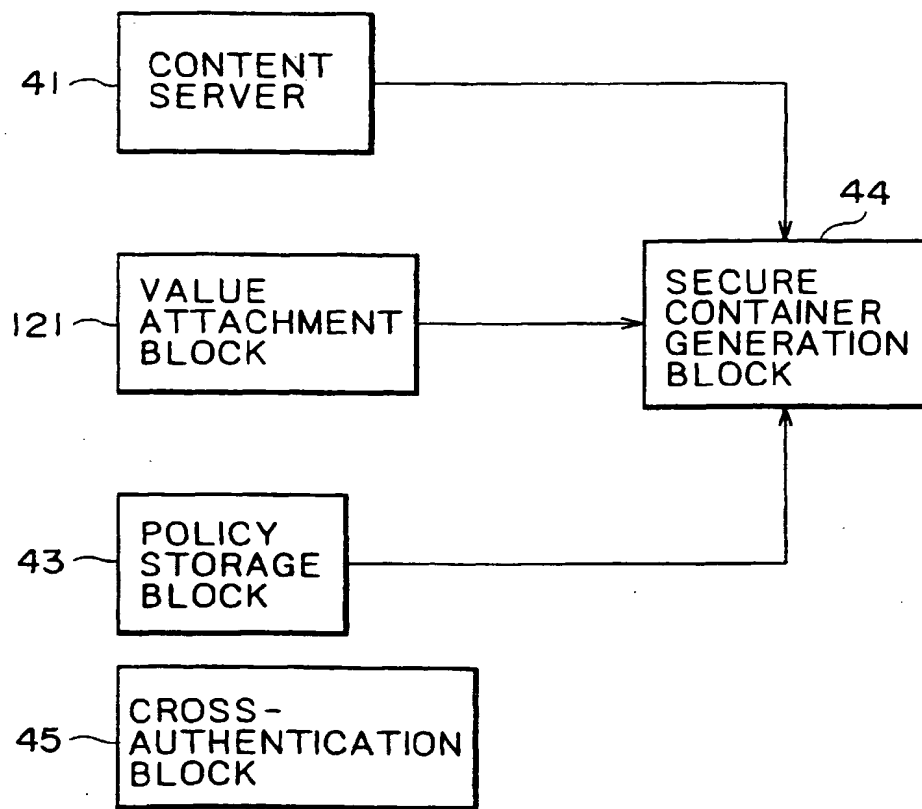 41
CONTENT
SERVER
44
121
VALUE
ATTACHMENT
BLOCK
SECURE
CONTAINER
GENERATION
BLOCK
43
POLICY
STORAGE
BLOCK
45
CROSS-
AUTHENTICATION
BLOCK